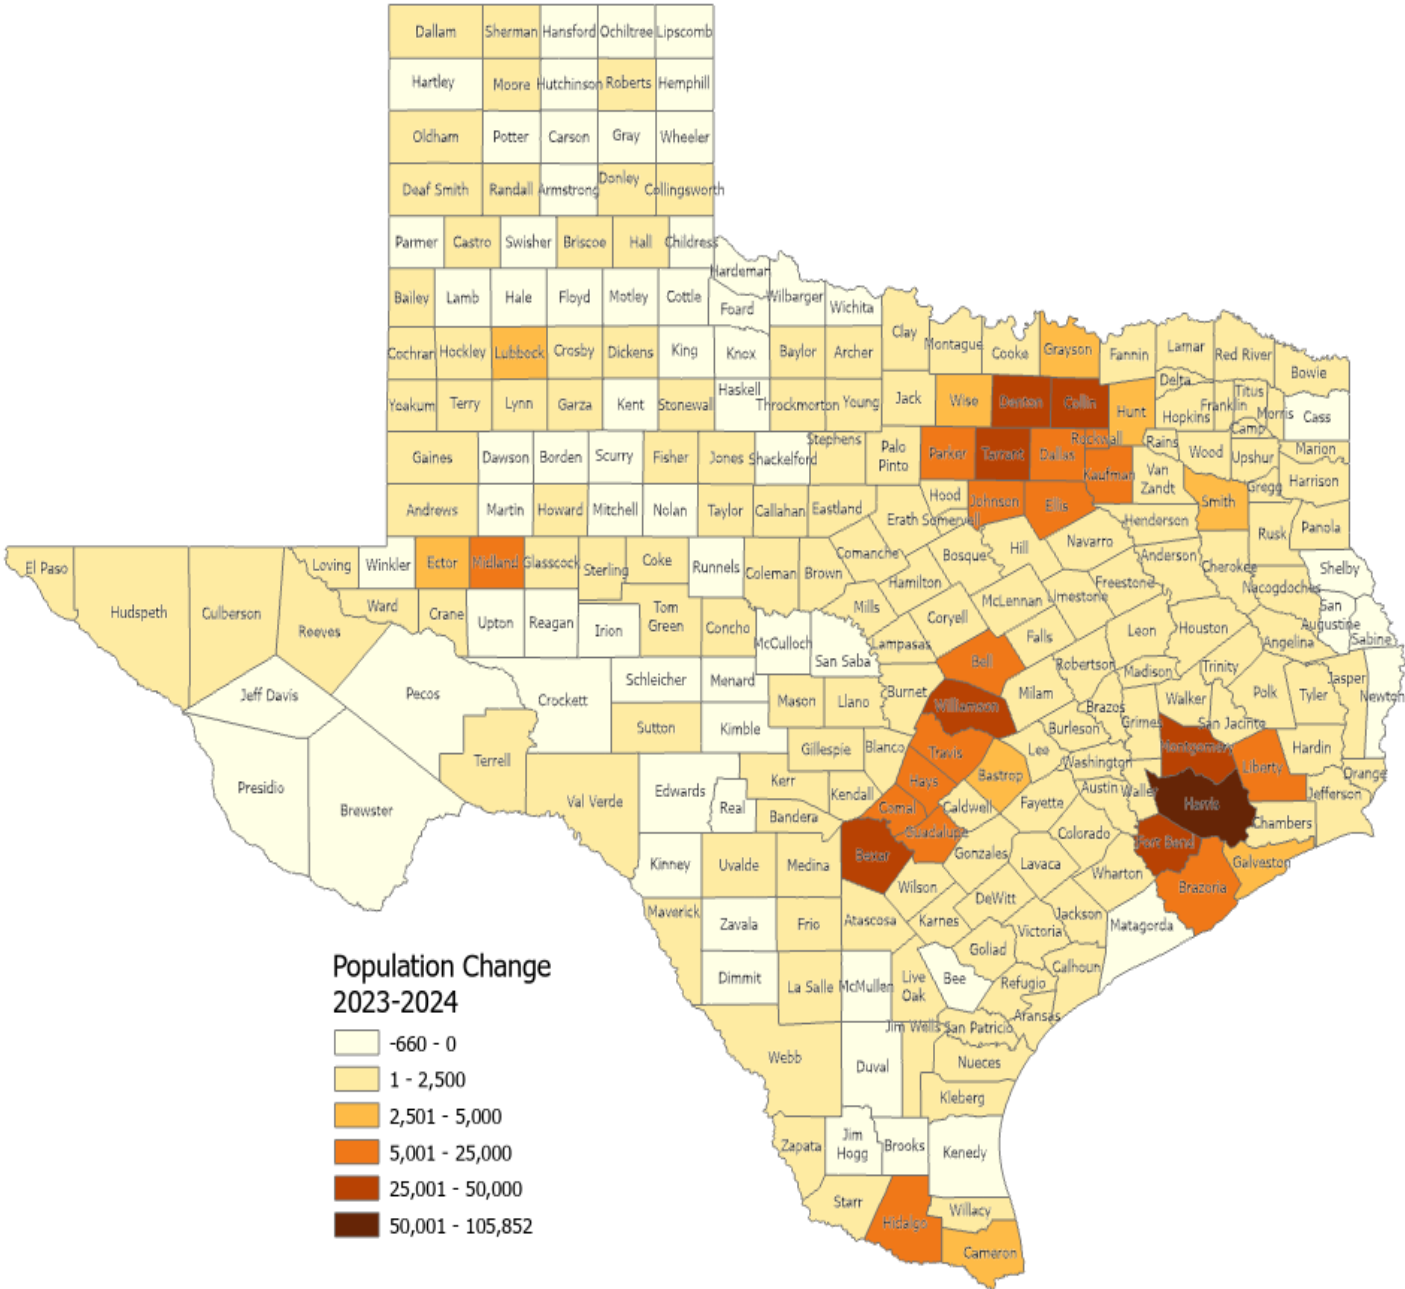 Dallam Sherman Hansford Ochiltree Lipscomb
Hartley Moore Hutchinson Roberts Hemphill
Oldham Potter Carson Gray Wheeler
Deaf Smith Randall Armstrong Donley Collingsworth
Parmer Castro Swisher Briscoe Hall Childress
Hardeman
Bailey Lamb Hale Floyd Motley Cottle Foard Wilbarger Wichita
Cochran Hockley Lubbock Crosby Dickens King Knox Baylor Archer Clay Montague Cooke Grayson Fannin Lamar Red River Bowie
Yoakum Terry Lynn Garza Kent Stonewall Haskell Throckmorton Young Jack Wise Denton Collin Hunt Delta Hopkins Franklin Titus Camp Morris Cass
Gaines Dawson Borden Scurry Fisher Jones Shackelford Stephens Palo
Pinto Parker Tarrant Dallas Rockwall Kaufman Rains Van
Zandt Wood Upshur Marion
Andrews Martin Howard Mitchell Nolan Taylor Callahan Eastland Erath Hood Somervell Johnson Ellis Henderson Smith Gregg Harrison
El Paso Hudspeth Culberson Reeves Loving Winkler Ector Midland Glasscock Sterling Coke Runnels Coleman Brown Comanche Bosque Hill Navarro Anderson Cherokee Rusk Panola
Ward Crane Upton Reagan Irion Tom
Green Concho McCulloch San Saba Mills Hamilton Coryell McLennan Limestone Freestone Nacogdoches Shelby
Lampasas Bell Falls Leon Houston Angelina San
Augustine Sabine
Jeff Davis Pecos Crockett Schleicher Menard Mason Llano Burnet Williamson Milam Robertson Madison Trinity Polk Tyler Jasper Newton
Sutton Kimble Gillespie Blanco Travis Lee Burleson Brazos Grimes Walker San Jacinto Hardin
Presidio Brewster Terrell Val Verde Edwards Real Kerr Kendall Bandera Hays Bastrop Washington Montgomery Liberty Orange
Comal Caldwell Fayette Austin Waller Harris Jefferson
Kinney Uvalde Medina Bexar Guadalupe Gonzales Lavaca Colorado Fort Bend Chambers Galveston
Maverick Zavala Frio Atascosa Wilson Karnes DeWitt Wharton Brazoria
Victoria Jackson Matagorda
Dimmit La Salle McMullen Live
Oak Bee Goliad Refugio Calhoun
Aransas
Webb Duval Jim Wells San Patricio Nueces
Kleberg
Zapata Jim
Hogg Brooks Kenedy
Starr Hidalgo Willacy
Cameron
Population Change
2023-2024
-660 - 0
1 - 2,500
2,501 - 5,000
5,001 - 25,000
25,001 - 50,000
50,001 - 105,852